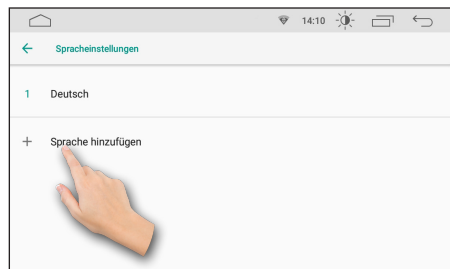 14:10
Spracheinstellungen
1 Deutsch
+ Sprache hinzufügen